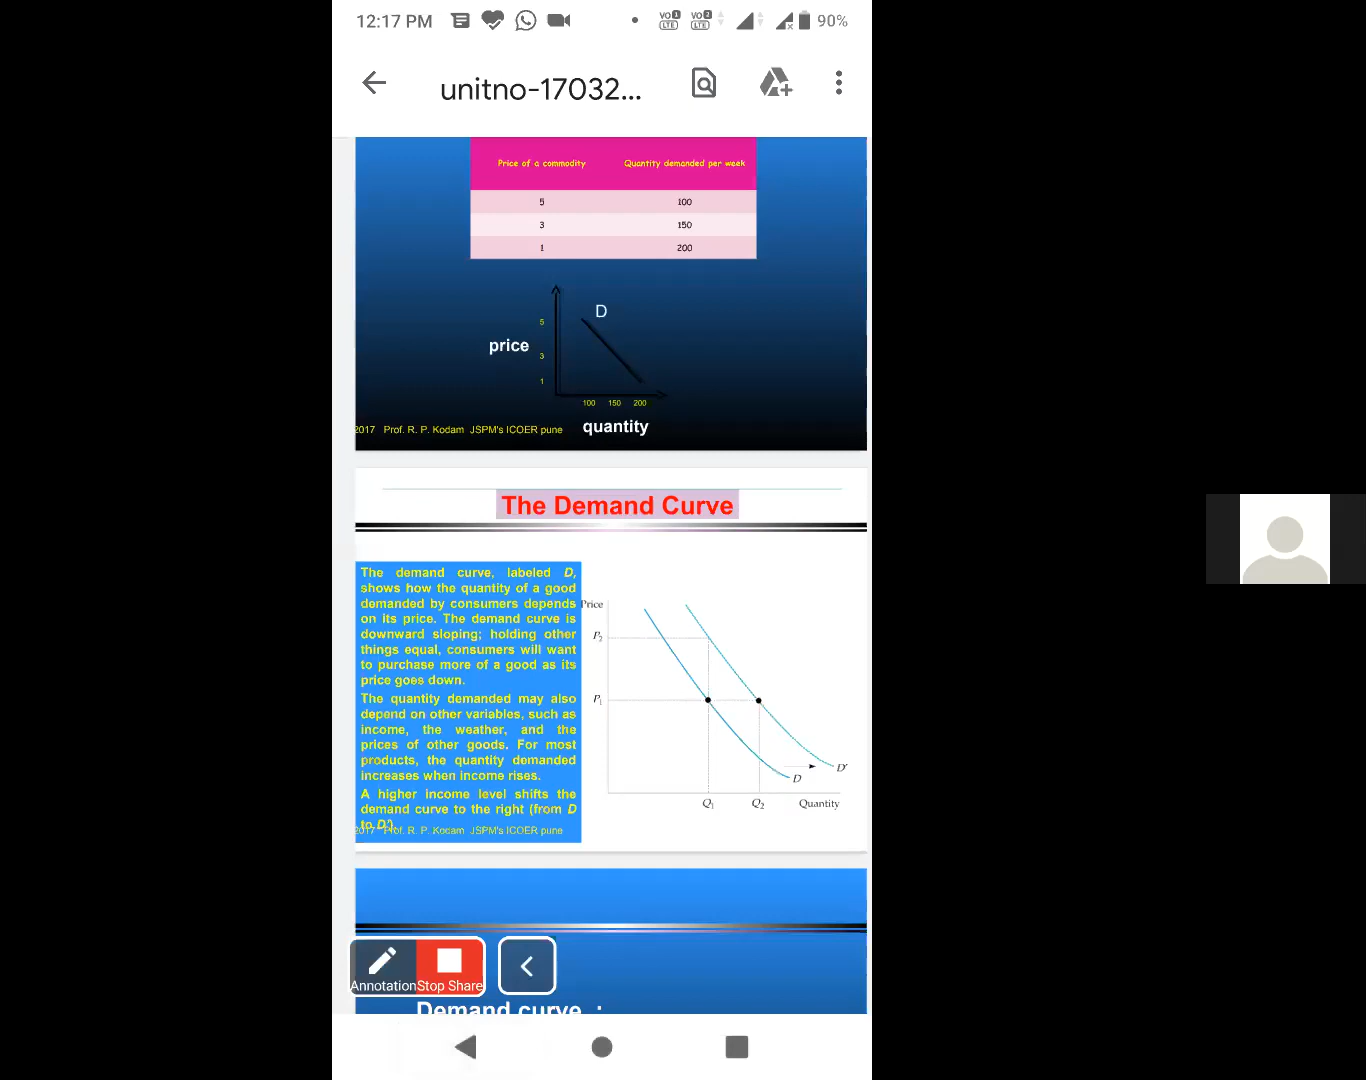 12:17 PM VO 1 LTE VO 2 LTE 90%
unitno-17032...
Price of a commodity Quantity demanded per week
5 100
3 150
1 200
D
5
price
3
1
100 150 200
quantity
2017 Prof. R. P. Kodam JSPM's ICOER pune
The Demand Curve
The demand curve, labeled D,
shows how the quantity of a good
demanded by consumers depends
on its price. The demand curve is
downward sloping; holding other
things equal, consumers will want
to purchase more of a good as its
price goes down.
The quantity demanded may also
depend on other variables, such as
income, the weather, and the
prices of other goods. For most
products, the quantity demanded
increases when income rises.
A higher income level shifts the
demand curve to the right (from D
to D').
2017 Prof. R. P. Kodam JSPM's ICOER pune
Price
P2
P1
D D'
Q1 Q2 Quantity
Annotation Stop Share
Demand curve :